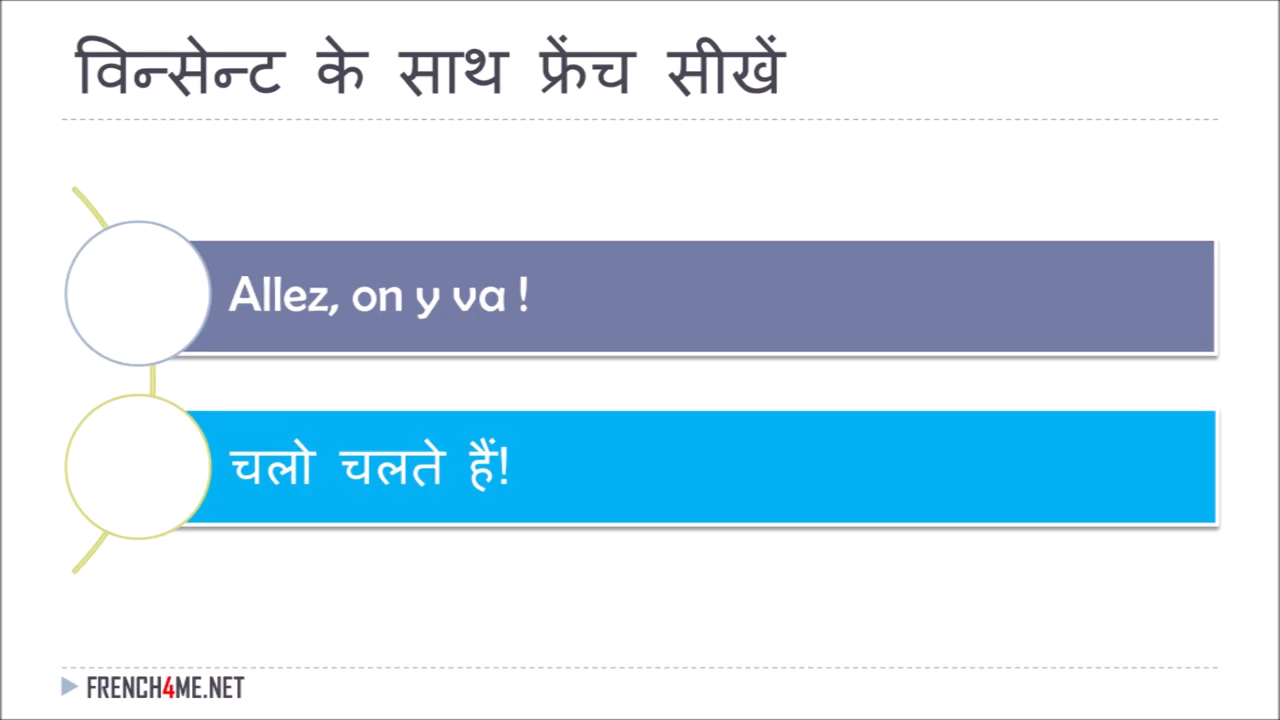 विन्सेन्ट के साथ फ्रेंच सीखें
Allez, on y va !
चलो चलते हैं!
FRENCH4ME.NET